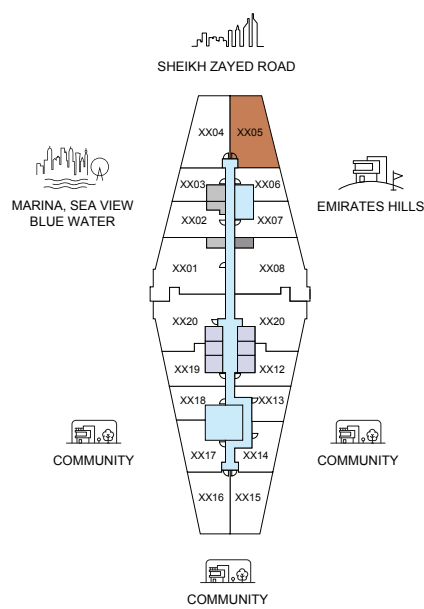 SHEIKH ZAYED ROAD
XX04
XX05
MARINA, SEA VIEW
BLUE WATER
EMIRATES HILLS
XX03
XX06
XX02
XX07
XX01
XX08
XX20
XX20
XX19
XX12
XX18
XX13
XX17
XX14
XX16
XX15
COMMUNITY
COMMUNITY
COMMUNITY